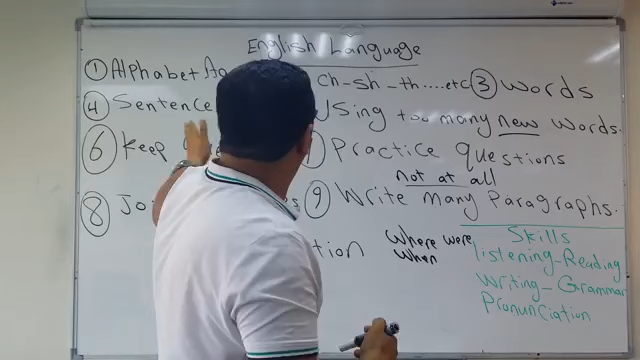 English Language
① Alphabet ch-sh-th....etc ③ words
④ Sentence Using too many new words.
⑥ Keep Practice questions
not at all
⑧ ⑨ Write many Paragraphs.
Skills
where were listening-Reading
when
Writing-Grammar
Pronunciation